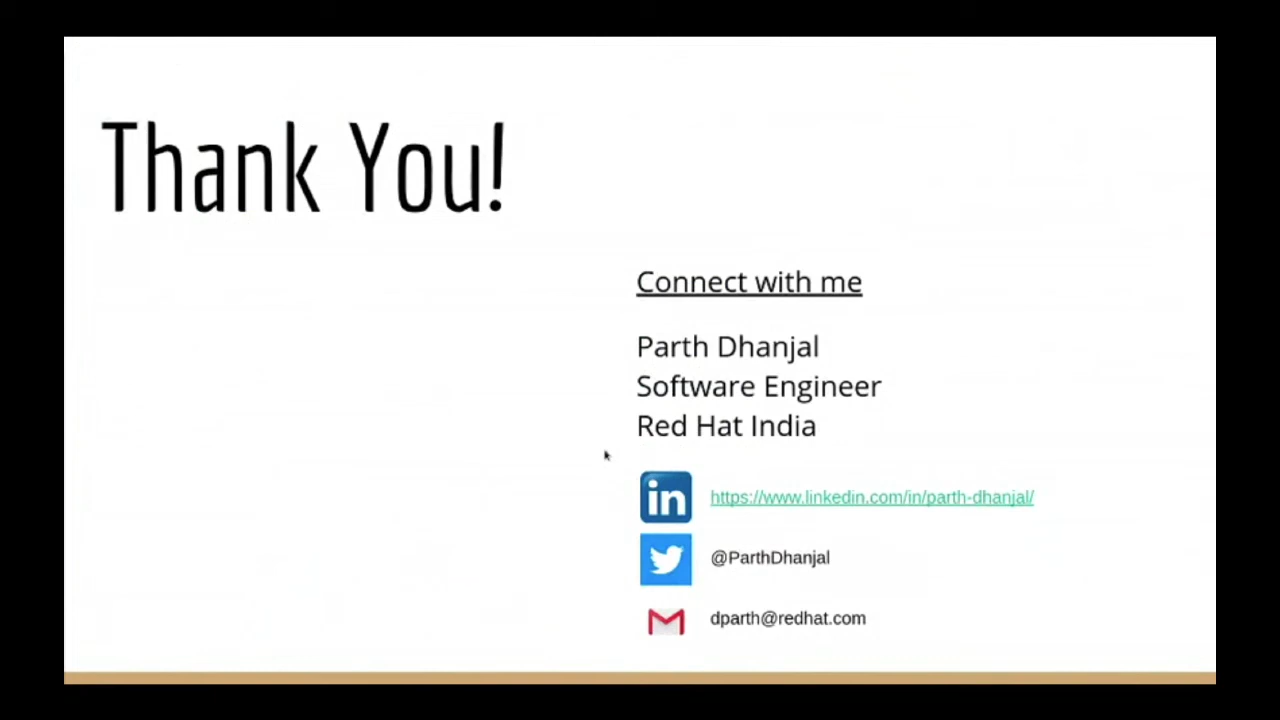 Thank You!
Connect with me
Parth Dhanjal
Software Engineer
Red Hat India
in
https://www.linkedin.com/in/parth-dhanjal/
@ParthDhanjal
dparth@redhat.com